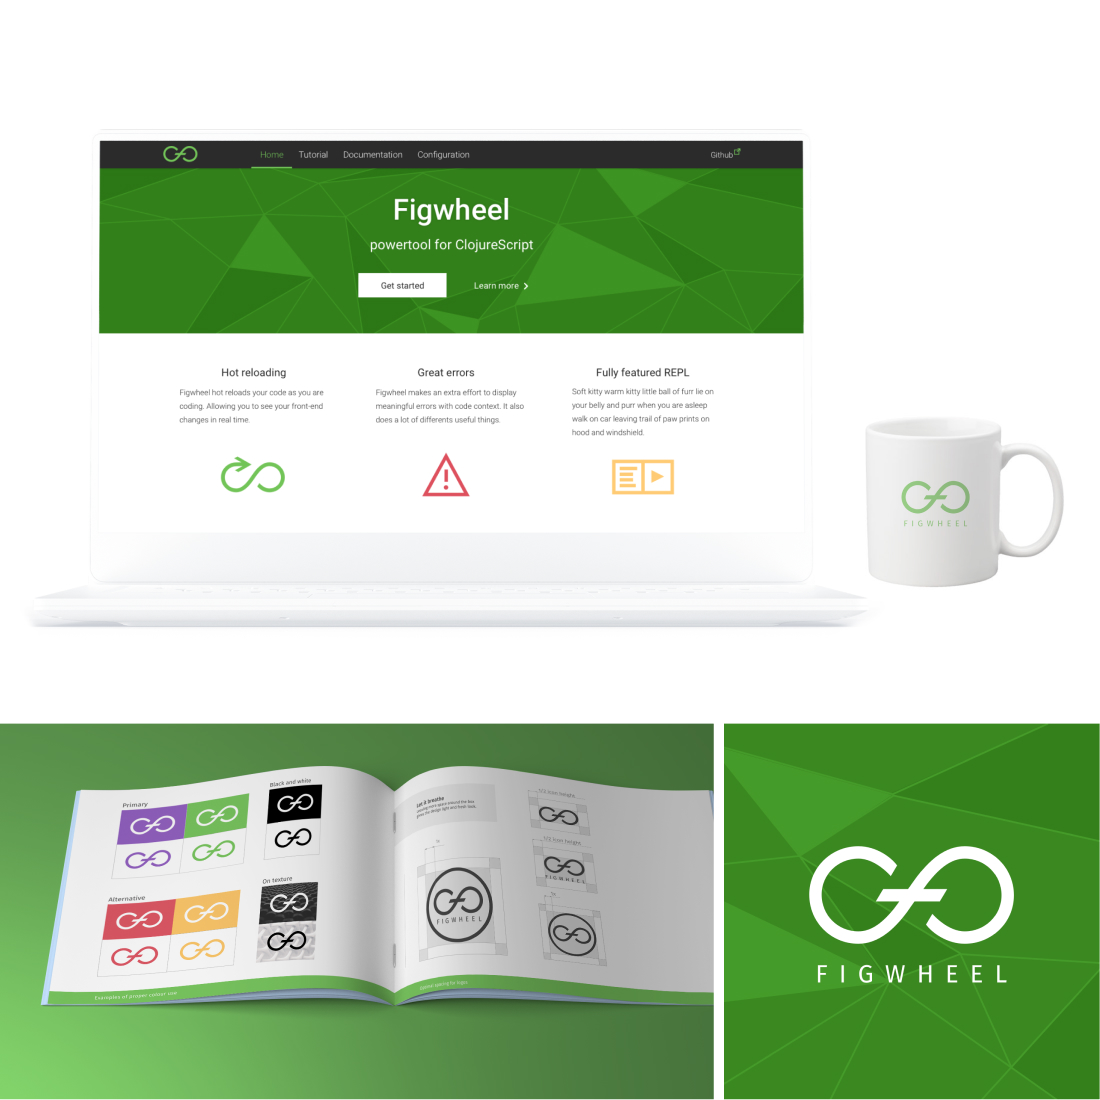 Home Tutorial Documentation Configuration Github
Figwheel
powertool for ClojureScript
Get started Learn more
Hot reloading
Figwheel hot reloads your code as you are
coding. Allowing you to see your front-end
changes in real time.
Great errors
Figwheel makes an extra effort to display
meaningful errors with code context. It also
does a lot of differents useful things.
Fully featured REPL
Soft kitty warm kitty little ball of furr lie on
your belly and purr when you are asleep
walk on car leaving trail of paw prints on
hood and windshield.
FIGWHEEL
Primary
Black and white
Alternative
On texture
Examples of proper colour use
Let it breathe
FIGWHEEL
FIGWHEEL
FIGWHEEL